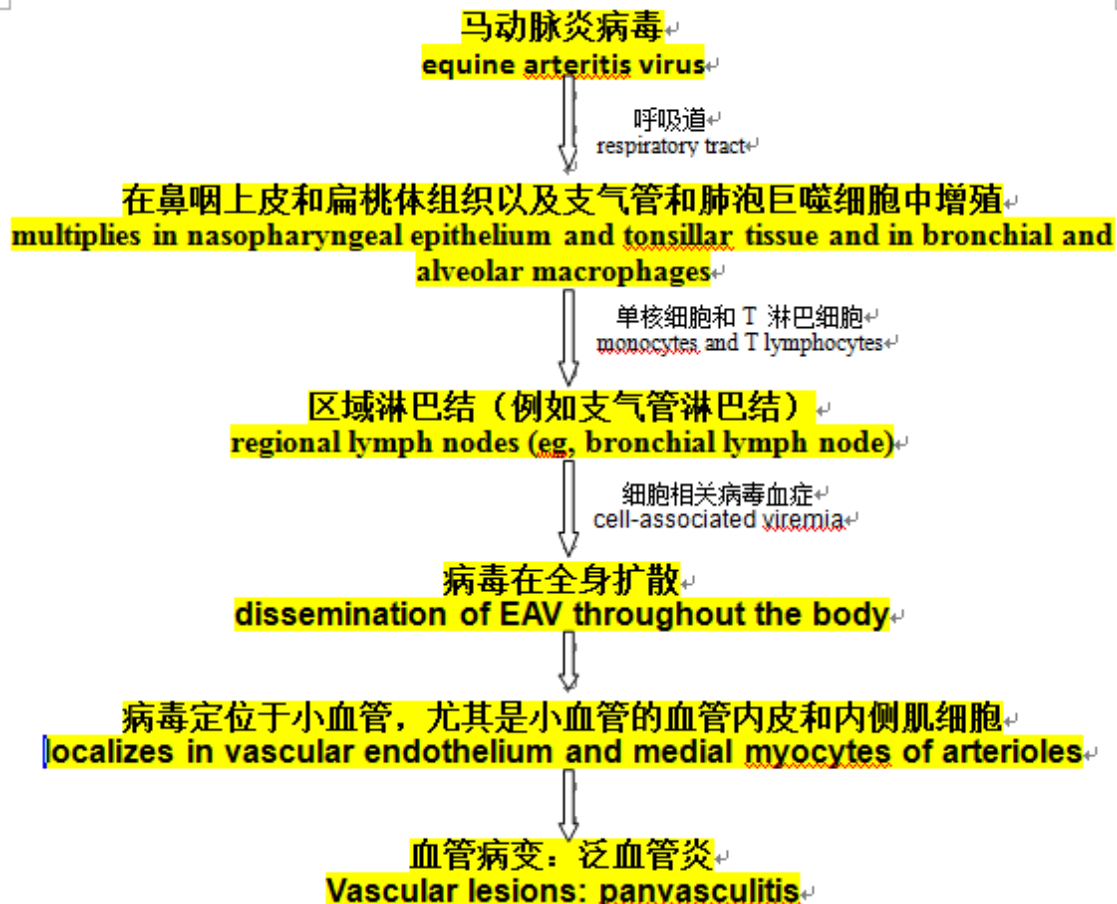 马动脉炎病毒
equine arteritis virus
呼吸道
respiratory tract
在鼻咽上皮和扁桃体组织以及支气管和肺泡巨噬细胞中增殖
multiplies in nasopharyngeal epithelium and tonsillar tissue and in bronchial and
alveolar macrophages
单核细胞和 T 淋巴细胞
monocytes and T lymphocytes
区域淋巴结（例如支气管淋巴结）
regional lymph nodes (eg, bronchial lymph node)
细胞相关病毒血症
cell-associated viremia
病毒在全身扩散
dissemination of EAV throughout the body
病毒定位于小血管，尤其是小血管的血管内皮和内侧肌细胞
localizes in vascular endothelium and medial myocytes of arterioles
血管病变：泛血管炎
Vascular lesions: panvasculitis